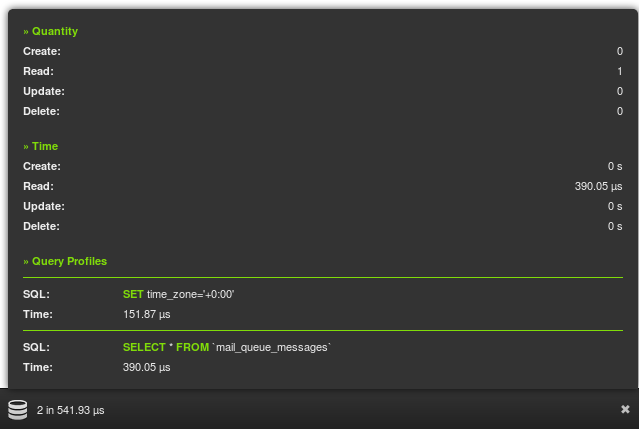 » Quantity
Create: 0
Read: 1
Update: 0
Delete: 0
» Time
Create: 0 s
Read: 390.05 µs
Update: 0 s
Delete: 0 s
» Query Profiles
SQL: SET time_zone='+0:00'
Time: 151.87 µs
SQL: SELECT * FROM `mail_queue_messages`
Time: 390.05 µs
2 in 541.93 µs ✖